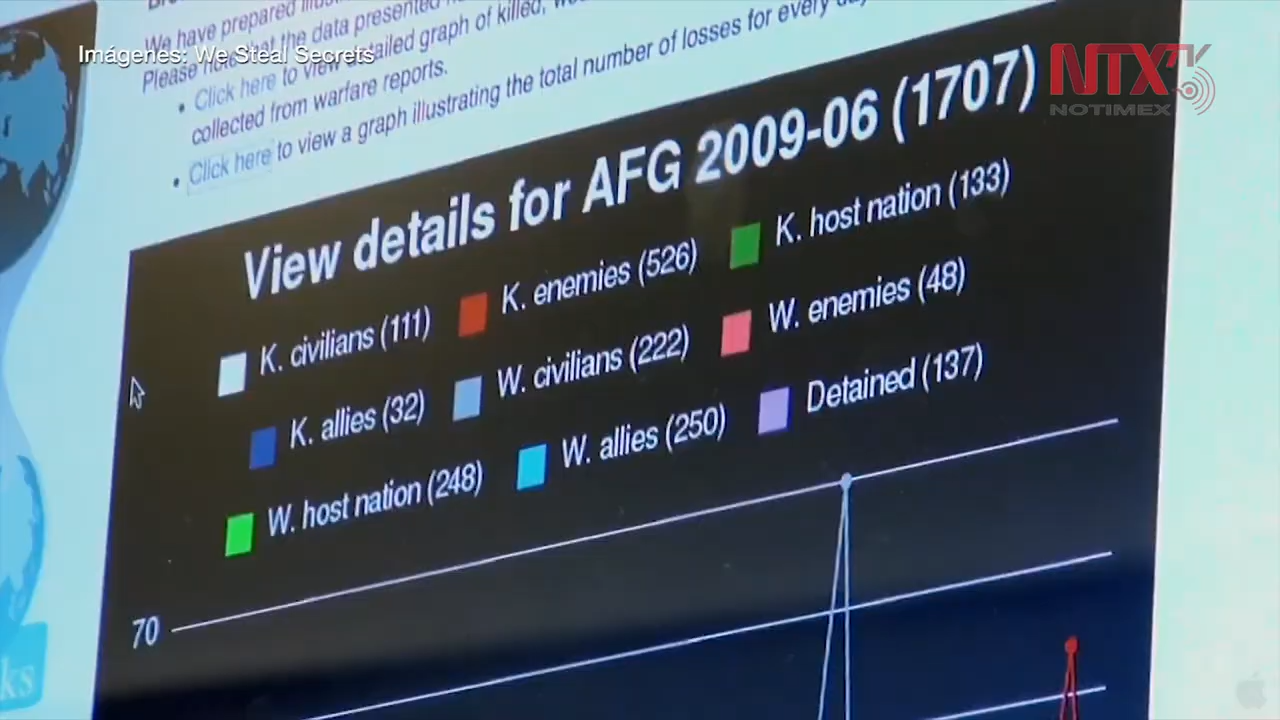 We have prepared
Please note that the data presented
• Click here to view detailed graph of killed,
collected from warfare reports.
• Click here to view a graph illustrating the total number of losses for every day
Imágenes: We Steal Secrets
NTXTV
NOTIMEX
View details for AFG 2009-06 (1707)
K. civilians (111)
K. enemies (526)
K. host nation (133)
K. allies (32)
W. civilians (222)
W. enemies (48)
W. host nation (248)
W. allies (250)
Detained (137)
70
ks